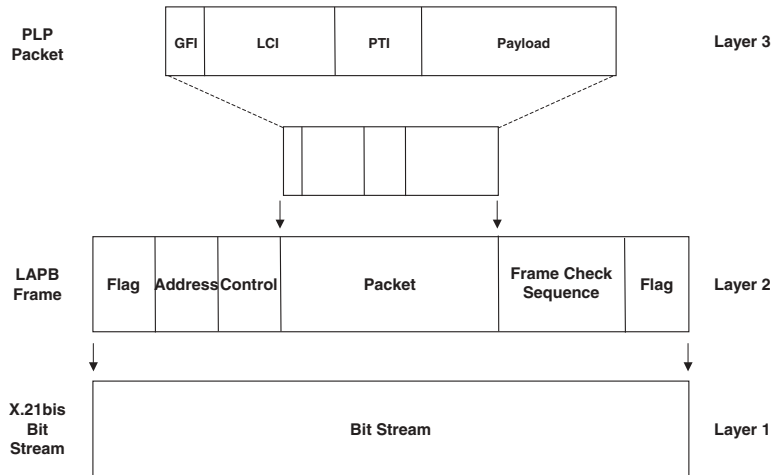 PLP
Packet
GFI
LCI
PTI
Payload
Layer 3
LAPB
Frame
Flag
Address
Control
Packet
Frame Check
Sequence
Flag
Layer 2
X.21bis
Bit
Stream
Bit Stream
Layer 1